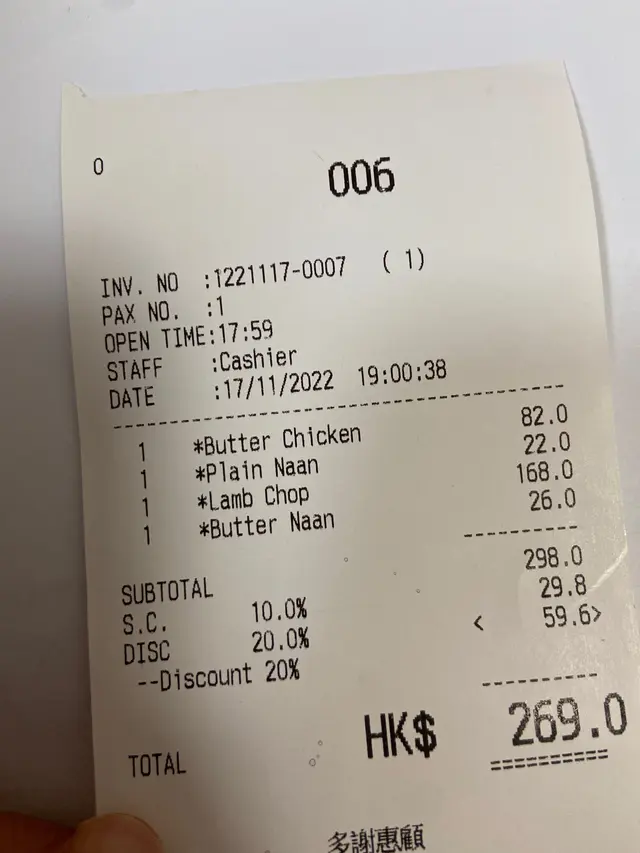 0
006
INV. NO :1221117-0007 ( 1)
PAX NO. :1
OPEN TIME:17:59
STAFF :Cashier
DATE :17/11/2022 19:00:38
1 *Butter Chicken 82.0
1 *Plain Naan 22.0
1 *Lamb Chop 168.0
1 *Butter Naan 26.0
SUBTOTAL 298.0
S.C. 10.0% 29.8
DISC 20.0% < 59.6>
--Discount 20%
TOTAL HK$ 269.0
多謝惠顧